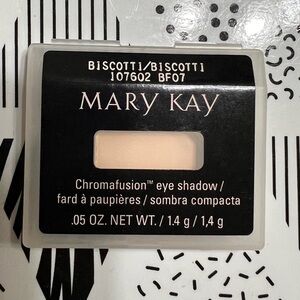 BISCOTTI/BISCOTTI
107602 BF07
MARY KAY
Chromafusion™ eye shadow /
fard à paupières / sombra compacta
.05 OZ. NET WT. / 1.4 g / 1,4 g